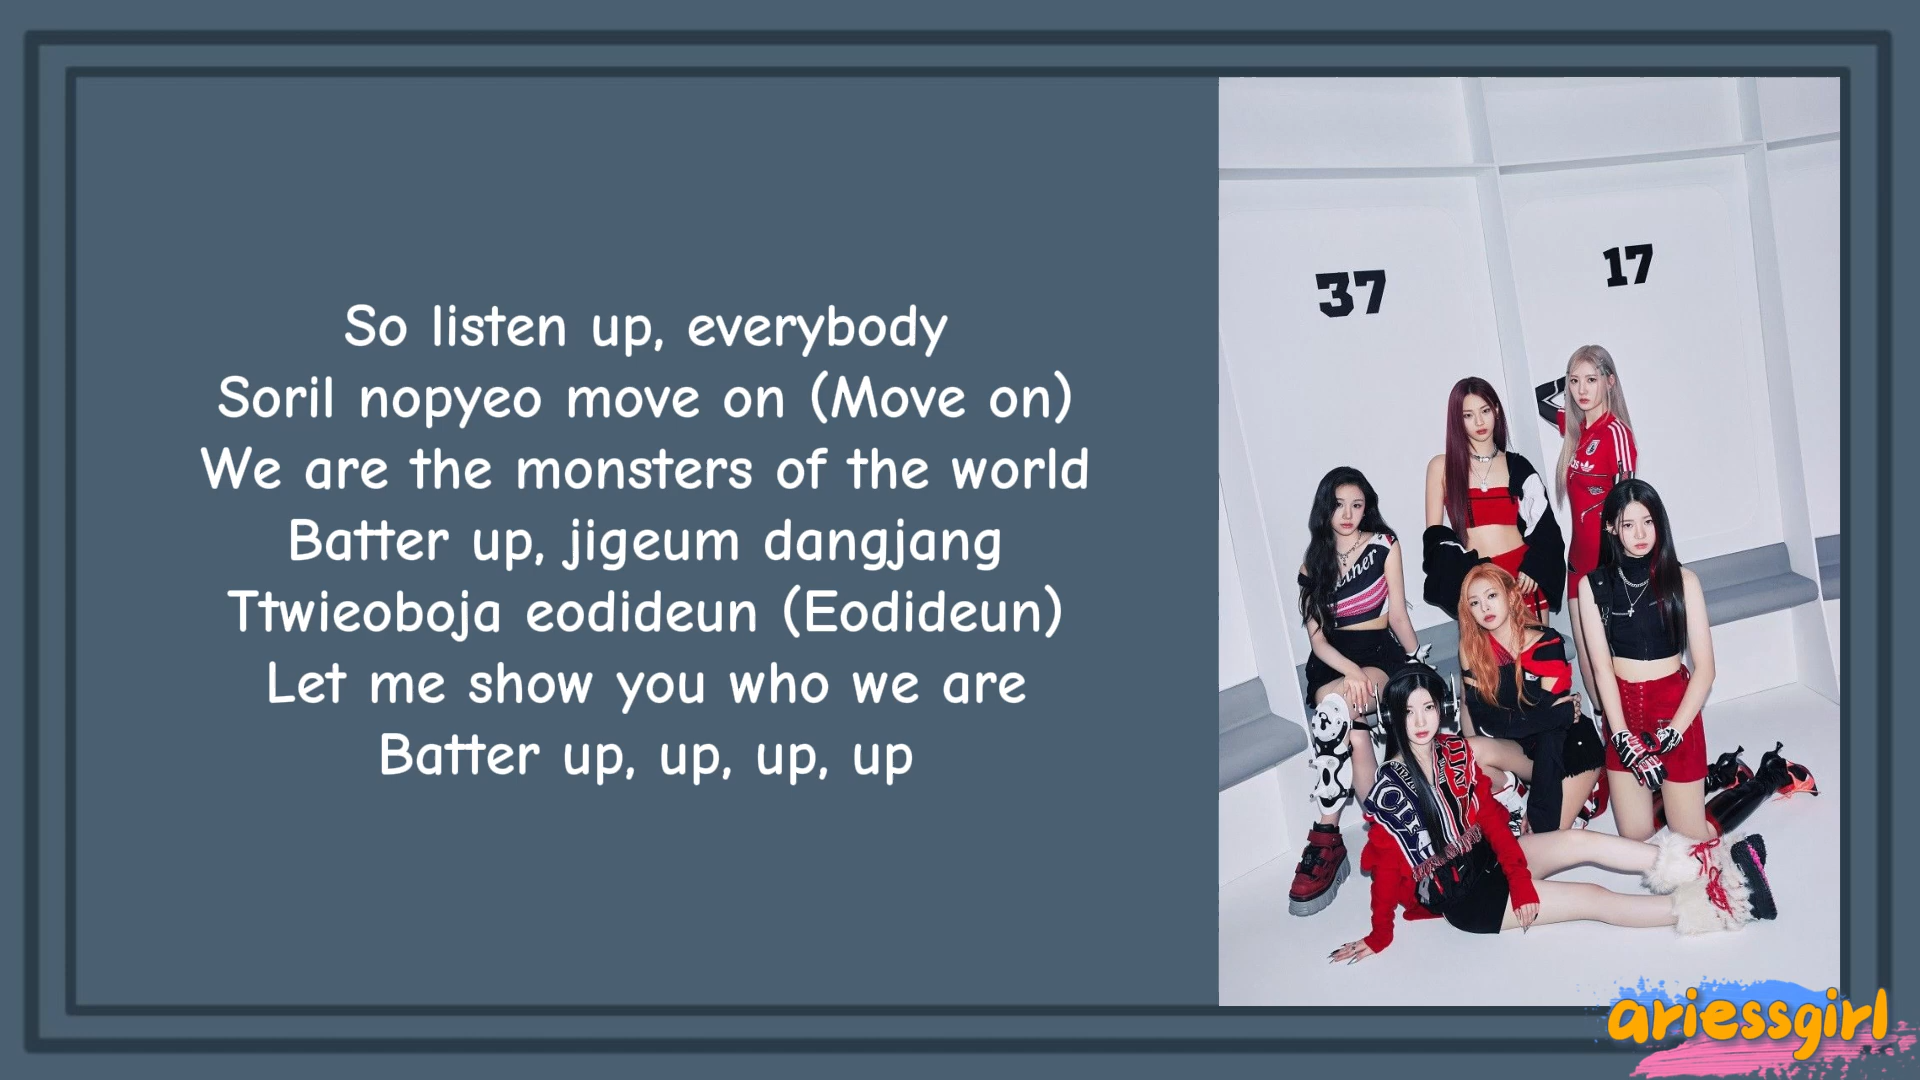 So listen up, everybody
Soril nopyeo move on (Move on)
We are the monsters of the world
Batter up, jigeum dangjang
Ttwieoboja eodideun (Eodideun)
Let me show you who we are
Batter up, up, up, up
37
17
ariessgirl